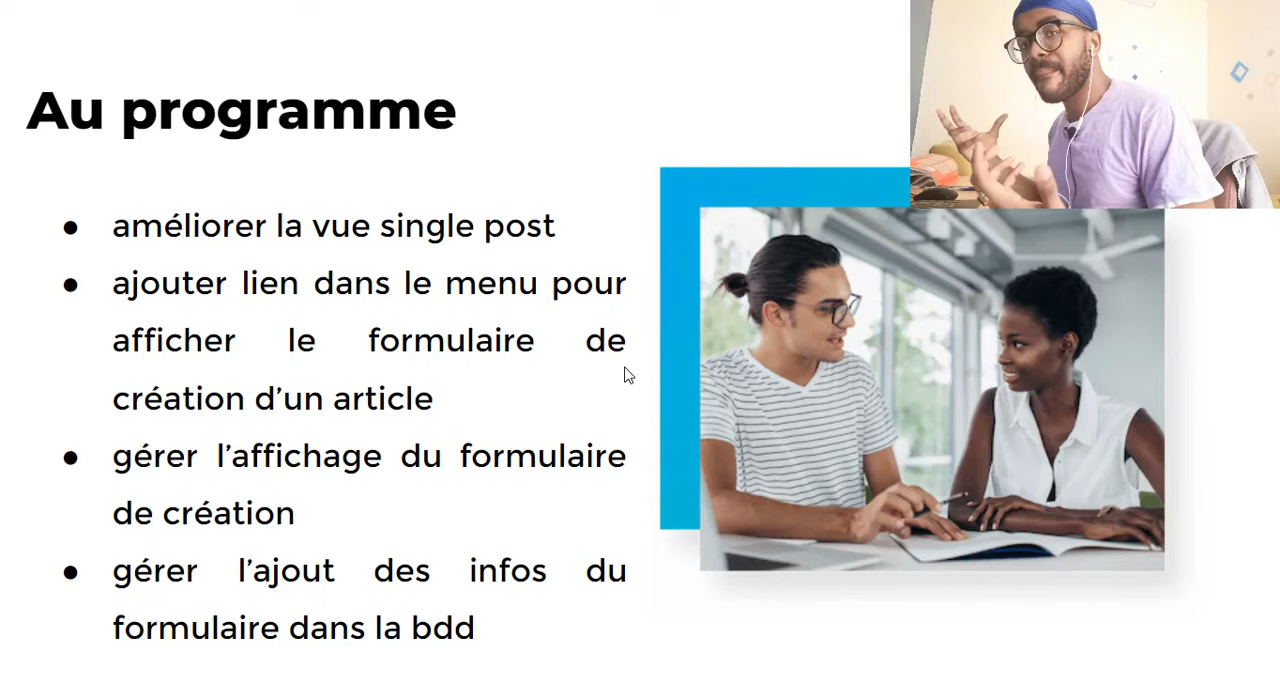 Au programme
● améliorer la vue single post
● ajouter lien dans le menu pour
afficher le formulaire de
création d’un article
● gérer l’affichage du formulaire
de création
● gérer l’ajout des infos du
formulaire dans la bdd